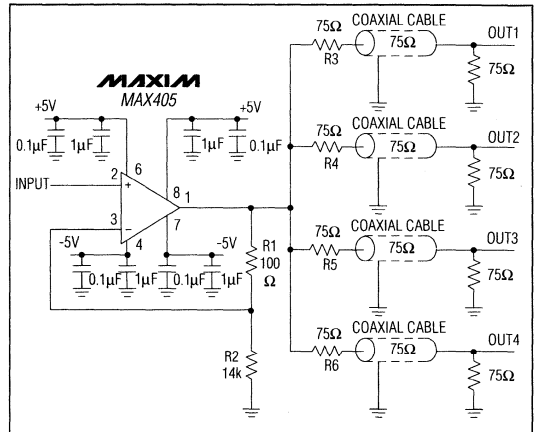 MAXIM
MAX405
+5V
+5V
0.1µF
1µF
1µF
0.1µF
6
2
+
INPUT
8
1
3
−
7
4
-5V
-5V
0.1µF
1µF
0.1µF
1µF
R1
100
Ω
R2
14k
75Ω
R3
COAXIAL CABLE
75Ω
OUT1
75Ω
75Ω
R4
COAXIAL CABLE
75Ω
OUT2
75Ω
75Ω
R5
COAXIAL CABLE
75Ω
OUT3
75Ω
75Ω
R6
COAXIAL CABLE
75Ω
OUT4
75Ω